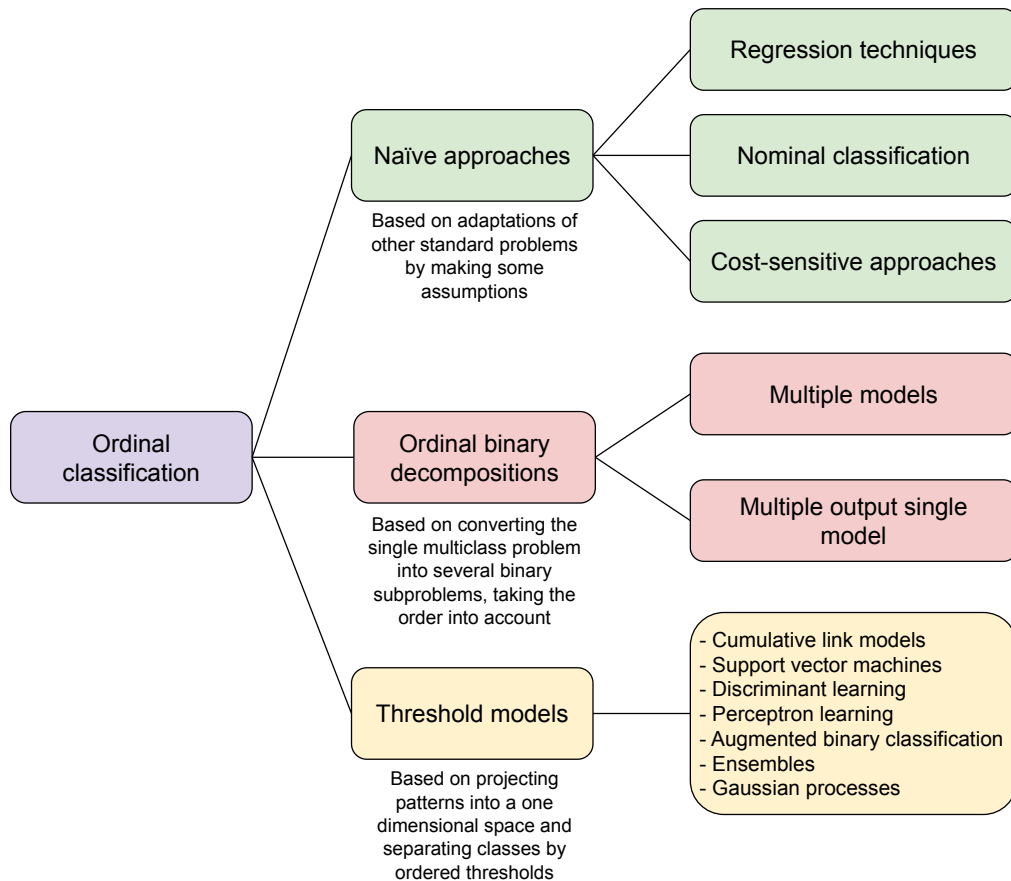 Regression techniques
Naïve approaches
Nominal classification
Based on adaptations of
other standard problems
by making some
assumptions
Cost-sensitive approaches
Multiple models
Ordinal
classification
Ordinal binary
decompositions
Multiple output single
model
Based on converting the
single multiclass problem
into several binary
subproblems, taking the
order into account
Threshold models
- Cumulative link models
- Support vector machines
- Discriminant learning
- Perceptron learning
- Augmented binary classification
- Ensembles
- Gaussian processes
Based on projecting
patterns into a one
dimensional space and
separating classes by
ordered thresholds